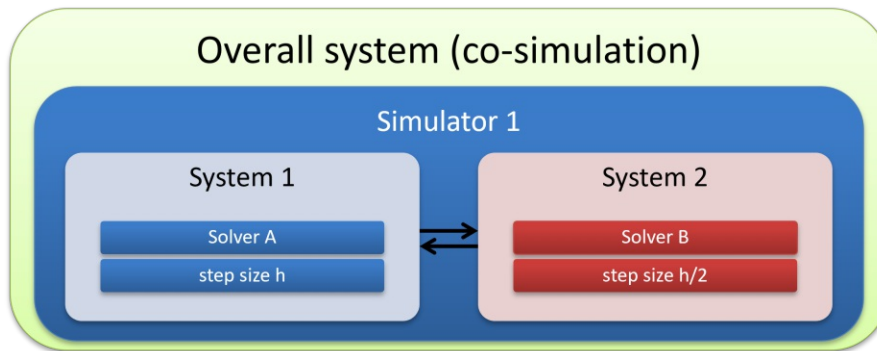 Overall system (co-simulation)
Simulator 1
System 1
System 2
Solver A
Solver B
step size h
step size h/2